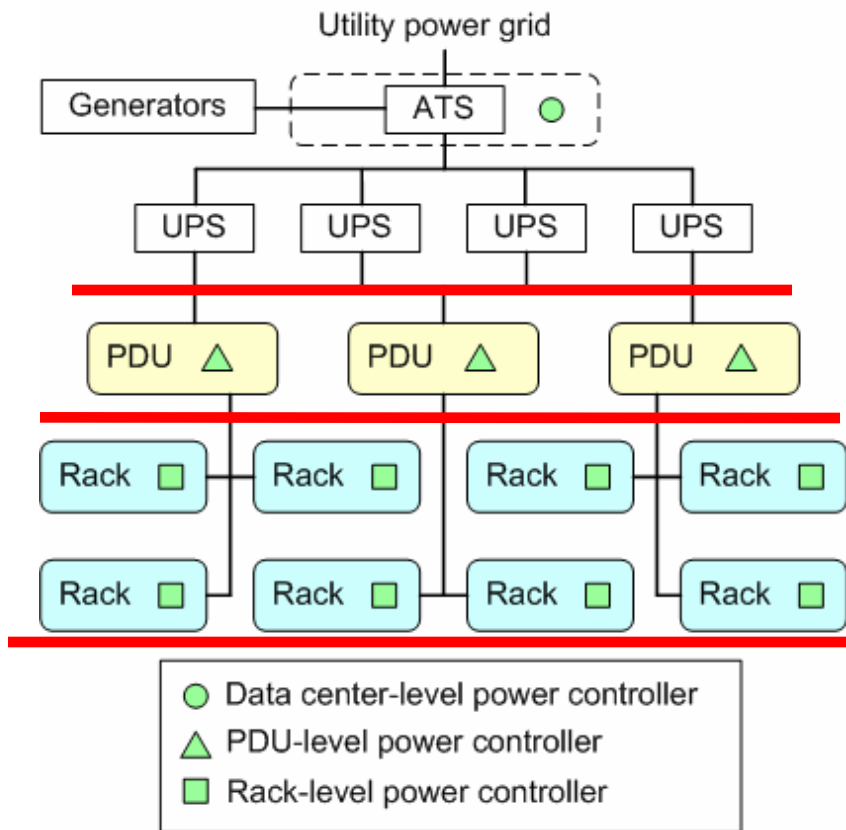 Utility power grid
Generators
ATS
UPS UPS UPS UPS
PDU PDU PDU
Rack Rack Rack Rack
Rack Rack Rack Rack
Data center-level power controller
PDU-level power controller
Rack-level power controller